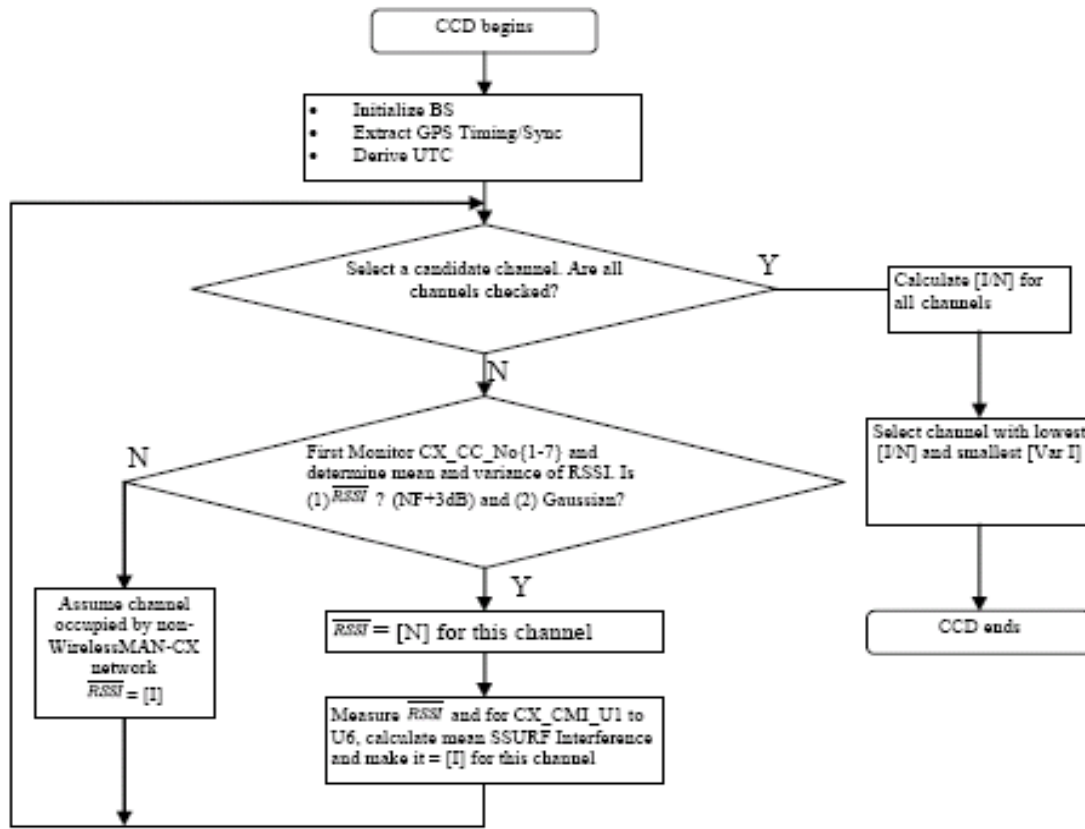 CCD begins
• Initialize BS
• Extract GPS Timing/Sync
• Derive UTC
Select a candidate channel. Are all
channels checked?
Y
Calculate [I/N] for
all channels
N
First Monitor CX_CC_No{1-7} and
determine mean and variance of RSSI. Is
(1) RSSI ? (NF+3dB) and (2) Gaussian?
N
Select channel with lowest
[I/N] and smallest [Var I]
Y
Assume channel
occupied by non-
WirelessMAN-CX
network
RSSI = [I]
RSSI = [N] for this channel
CCD ends
Measure RSSI and for CX_CMI_U1 to
U6, calculate mean SSURF Interference
and make it = [I] for this channel